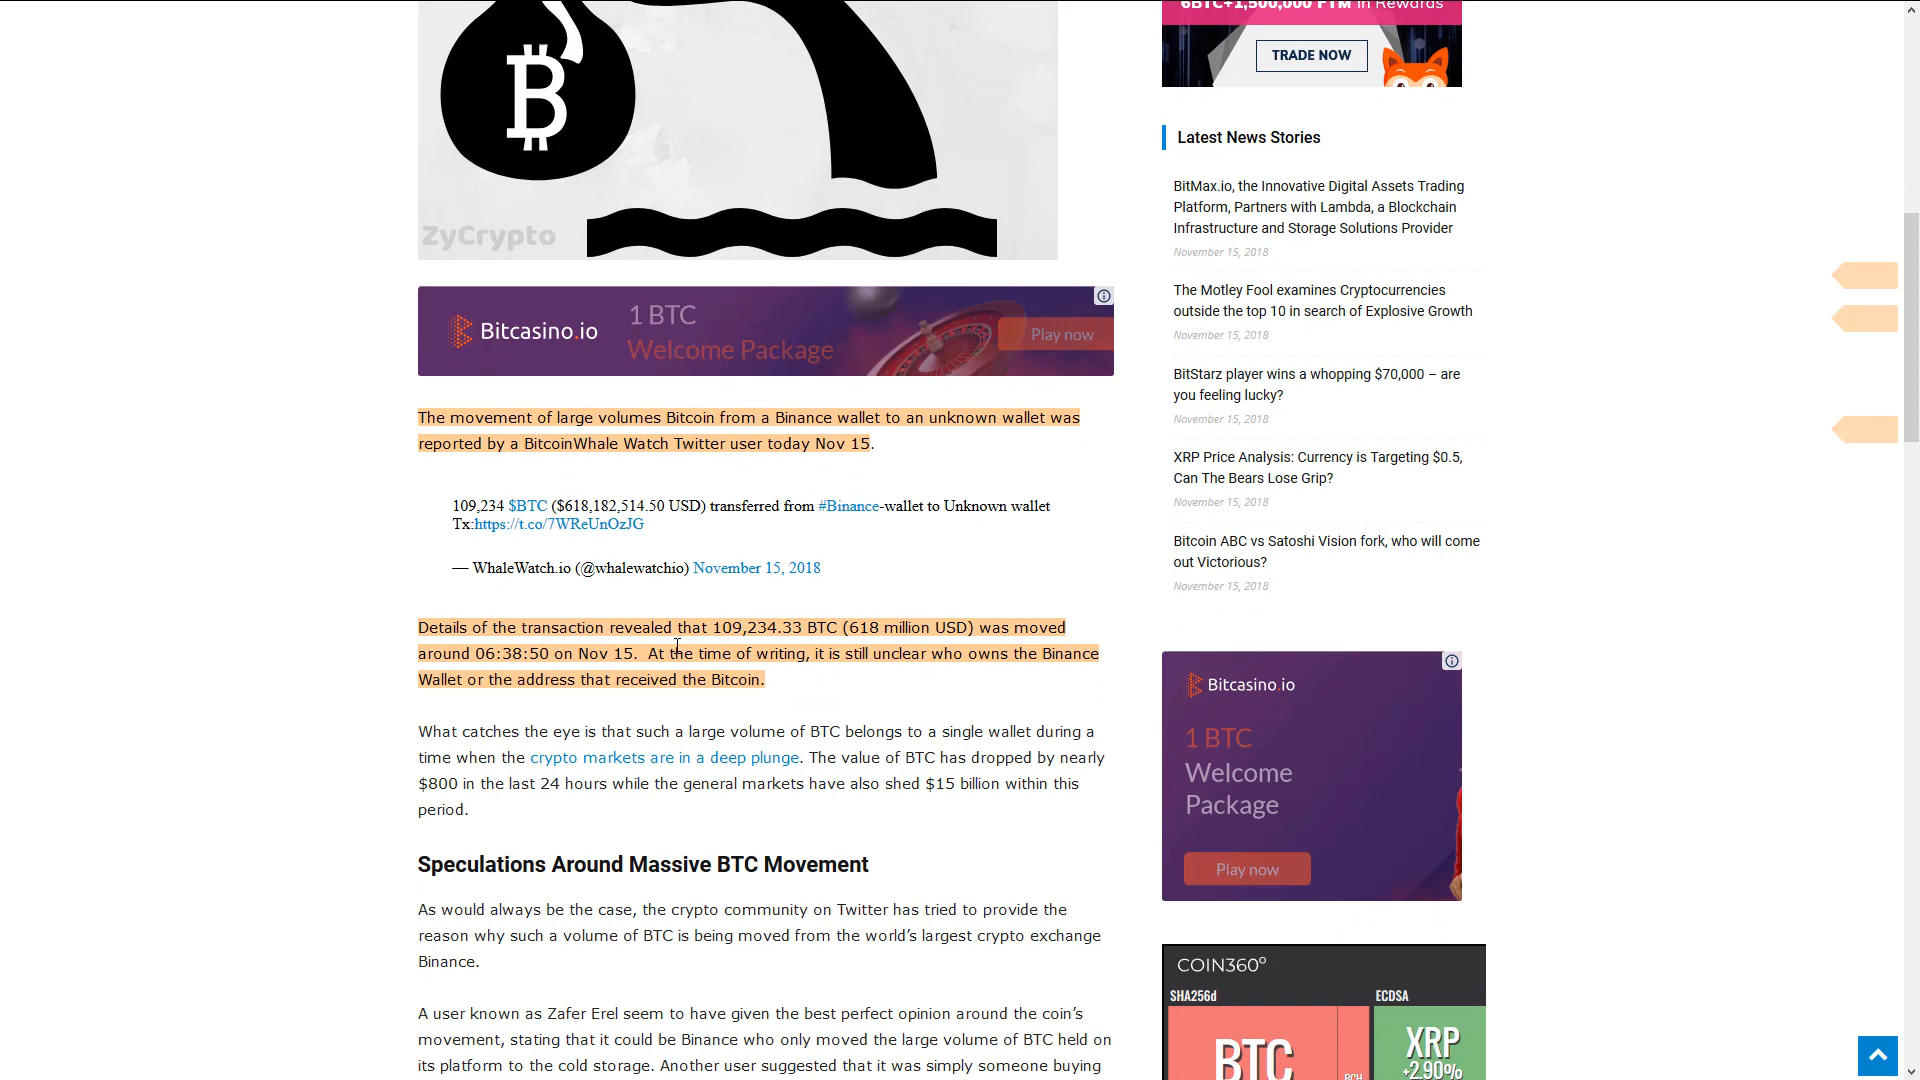 ZyCrypto
Bitcasino.io
1 BTC
Welcome Package
Play now
The movement of large volumes Bitcoin from a Binance wallet to an unknown wallet was
reported by a BitcoinWhale Watch Twitter user today Nov 15.
109,234 $BTC ($618,182,514.50 USD) transferred from #Binance-wallet to Unknown wallet
Tx:https://t.co/7WReUnOzJG
— WhaleWatch.io (@whalewatchio) November 15, 2018
Details of the transaction revealed that 109,234.33 BTC (618 million USD) was moved
around 06:38:50 on Nov 15.  At the time of writing, it is still unclear who owns the Binance
Wallet or the address that received the Bitcoin.
What catches the eye is that such a large volume of BTC belongs to a single wallet during a
time when the crypto markets are in a deep plunge. The value of BTC has dropped by nearly
$800 in the last 24 hours while the general markets have also shed $15 billion within this
period.
Speculations Around Massive BTC Movement
As would always be the case, the crypto community on Twitter has tried to provide the
reason why such a volume of BTC is being moved from the world's largest crypto exchange
Binance.
A user known as Zafer Erel seem to have given the best perfect opinion around the coin's
movement, stating that it could be Binance who only moved the large volume of BTC held on
its platform to the cold storage. Another user suggested that it was simply someone buying
6BTC+1,500,000 FTM in Rewards
TRADE NOW
Latest News Stories
BitMax.io, the Innovative Digital Assets Trading
Platform, Partners with Lambda, a Blockchain
Infrastructure and Storage Solutions Provider
November 15, 2018
The Motley Fool examines Cryptocurrencies
outside the top 10 in search of Explosive Growth
November 15, 2018
BitStarz player wins a whopping $70,000 – are
you feeling lucky?
November 15, 2018
XRP Price Analysis: Currency is Targeting $0.5,
Can The Bears Lose Grip?
November 15, 2018
Bitcoin ABC vs Satoshi Vision fork, who will come
out Victorious?
November 15, 2018
Bitcasino.io
1 BTC
Welcome
Package
Play now
COIN360°
SHA256d
ECDSA
BTC
BCH
XRP
+2.90%